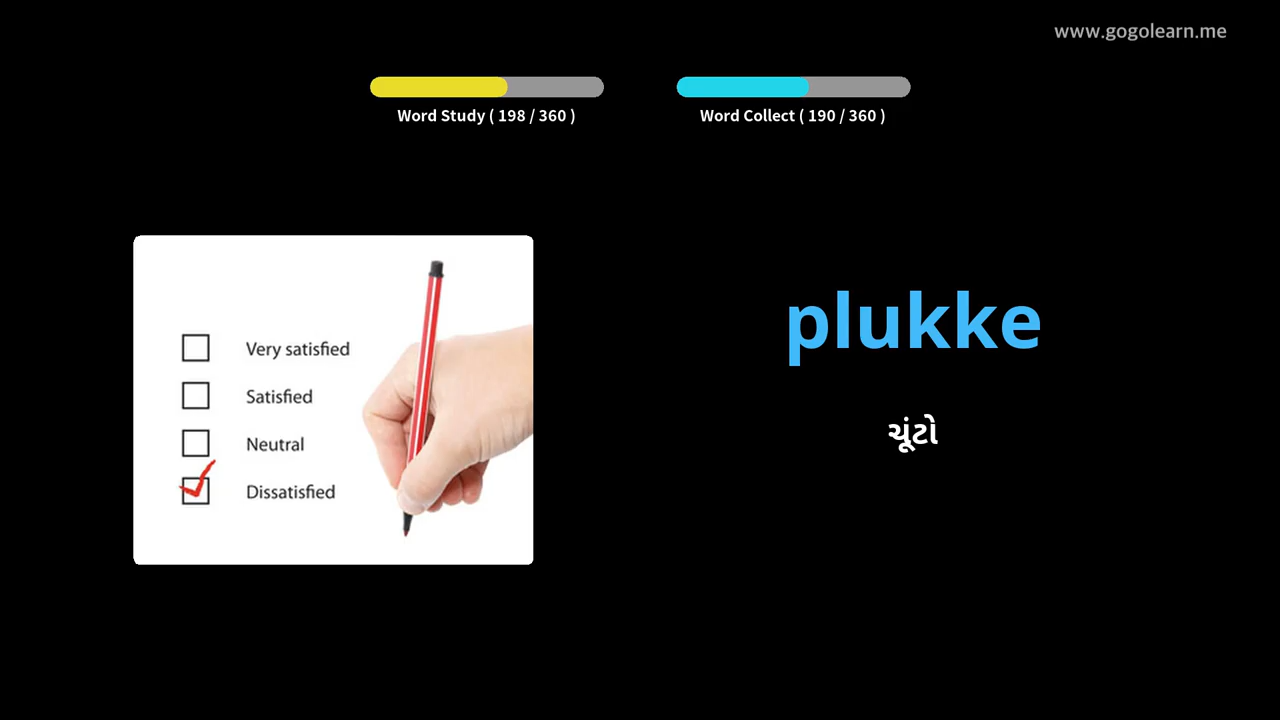 www.gogolearn.me
Word Study ( 198 / 360 )
Word Collect ( 190 / 360 )
Very satisfied
Satisfied
Neutral
Dissatisfied
plukke
ચૂંટો